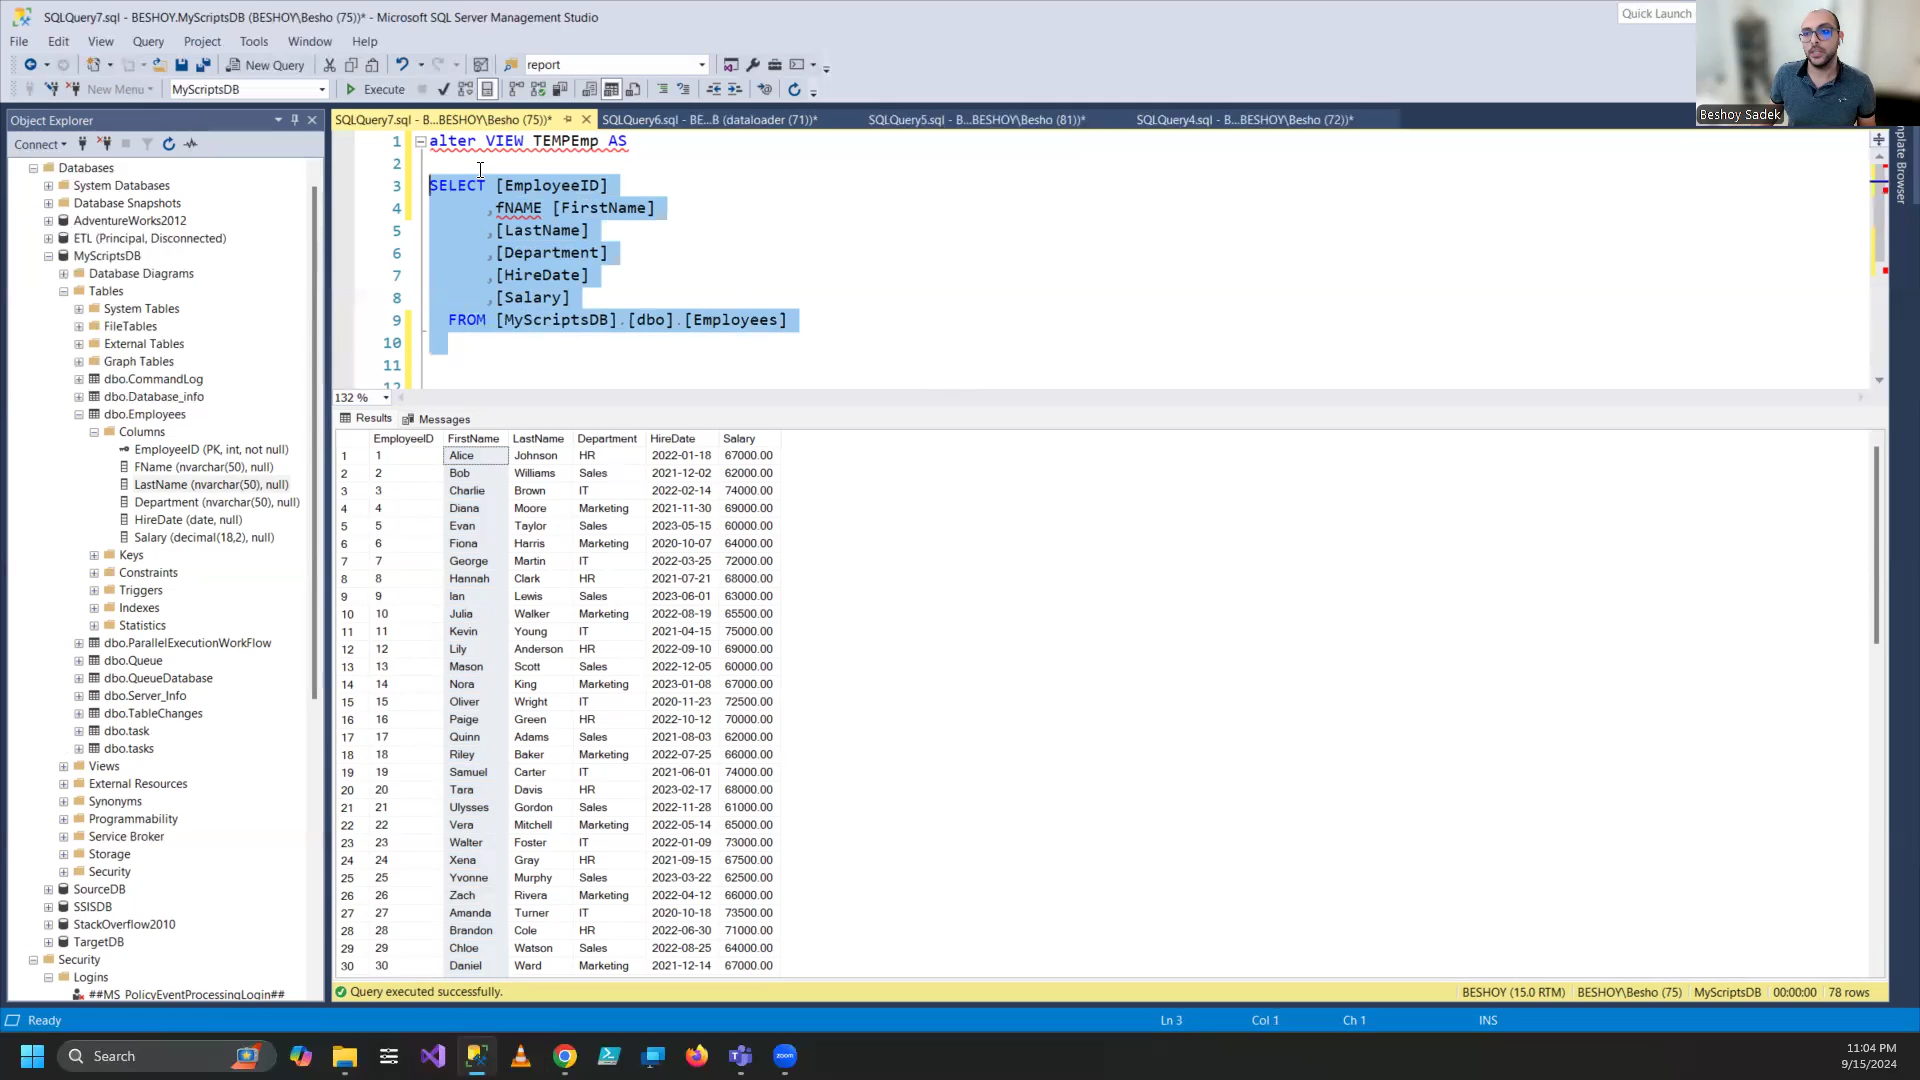 SQLQuery7.sql - BESHOY.MyScriptsDB (BESHOY\Besho (75))* - Microsoft SQL Server Management Studio
Quick Launch
File Edit View Query Project Tools Window Help
New Query
report
New Menu
MyScriptsDB
Execute
Beshoy Sadek
Object Explorer
SQLQuery7.sql - B...BESHOY\Besho (75))*
SQLQuery6.sql - BE...B (dataloader (71))*
SQLQuery5.sql - B...BESHOY\Besho (81))*
SQLQuery4.sql - B...BESHOY\Besho (72))*
Connect
Databases
System Databases
Database Snapshots
AdventureWorks2012
ETL (Principal, Disconnected)
MyScriptsDB
Database Diagrams
Tables
System Tables
FileTables
External Tables
Graph Tables
dbo.CommandLog
dbo.Database_info
dbo.Employees
Columns
EmployeeID (PK, int, not null)
FName (nvarchar(50), null)
LastName (nvarchar(50), null)
Department (nvarchar(50), null)
HireDate (date, null)
Salary (decimal(18,2), null)
Keys
Constraints
Triggers
Indexes
Statistics
dbo.ParallelExecutionWorkFlow
dbo.Queue
dbo.QueueDatabase
dbo.Server_Info
dbo.TableChanges
dbo.task
dbo.tasks
Views
External Resources
Synonyms
Programmability
Service Broker
Storage
Security
SourceDB
SSISDB
StackOverflow2010
TargetDB
Security
Logins
##MS_PolicyEventProcessingLogin##
1 alter VIEW TEMPEmp AS
2
3 SELECT [EmployeeID]
4 ,fNAME [FirstName]
5 ,[LastName]
6 ,[Department]
7 ,[HireDate]
8 ,[Salary]
9 FROM [MyScriptsDB].[dbo].[Employees]
10
11
12
Template Browser
132 %
Results Messages
EmployeeID FirstName LastName Department HireDate Salary
1 1 Alice Johnson HR 2022-01-18 67000.00
2 2 Bob Williams Sales 2021-12-02 62000.00
3 3 Charlie Brown IT 2022-02-14 74000.00
4 4 Diana Moore Marketing 2021-11-30 69000.00
5 5 Evan Taylor Sales 2023-05-15 60000.00
6 6 Fiona Harris Marketing 2020-10-07 64000.00
7 7 George Martin IT 2022-03-25 72000.00
8 8 Hannah Clark HR 2021-07-21 68000.00
9 9 Ian Lewis Sales 2023-06-01 63000.00
10 10 Julia Walker Marketing 2022-08-19 65500.00
11 11 Kevin Young IT 2021-04-15 75000.00
12 12 Lily Anderson HR 2022-09-10 69000.00
13 13 Mason Scott Sales 2022-12-05 60000.00
14 14 Nora King Marketing 2023-01-08 67000.00
15 15 Oliver Wright IT 2020-11-23 72500.00
16 16 Paige Green HR 2022-10-12 70000.00
17 17 Quinn Adams Sales 2021-08-03 62000.00
18 18 Riley Baker Marketing 2022-07-25 66000.00
19 19 Samuel Carter IT 2021-06-01 74000.00
20 20 Tara Davis HR 2023-02-17 68000.00
21 21 Ulysses Gordon Sales 2022-11-28 61000.00
22 22 Vera Mitchell Marketing 2022-05-14 65000.00
23 23 Walter Foster IT 2022-01-09 73000.00
24 24 Xena Gray HR 2021-09-15 67500.00
25 25 Yvonne Murphy Sales 2023-03-22 62500.00
26 26 Zach Rivera Marketing 2022-04-12 66000.00
27 27 Amanda Turner IT 2020-10-18 73500.00
28 28 Brandon Cole HR 2022-06-30 71000.00
29 29 Chloe Watson Sales 2022-08-25 64000.00
30 30 Daniel Ward Marketing 2021-12-14 67000.00
Query executed successfully.
BESHOY (15.0 RTM) BESHOY\Besho (75) MyScriptsDB 00:00:00 78 rows
Ready
Ln 3 Col 1 Ch 1 INS
Search
zoom
11:04 PM
9/15/2024